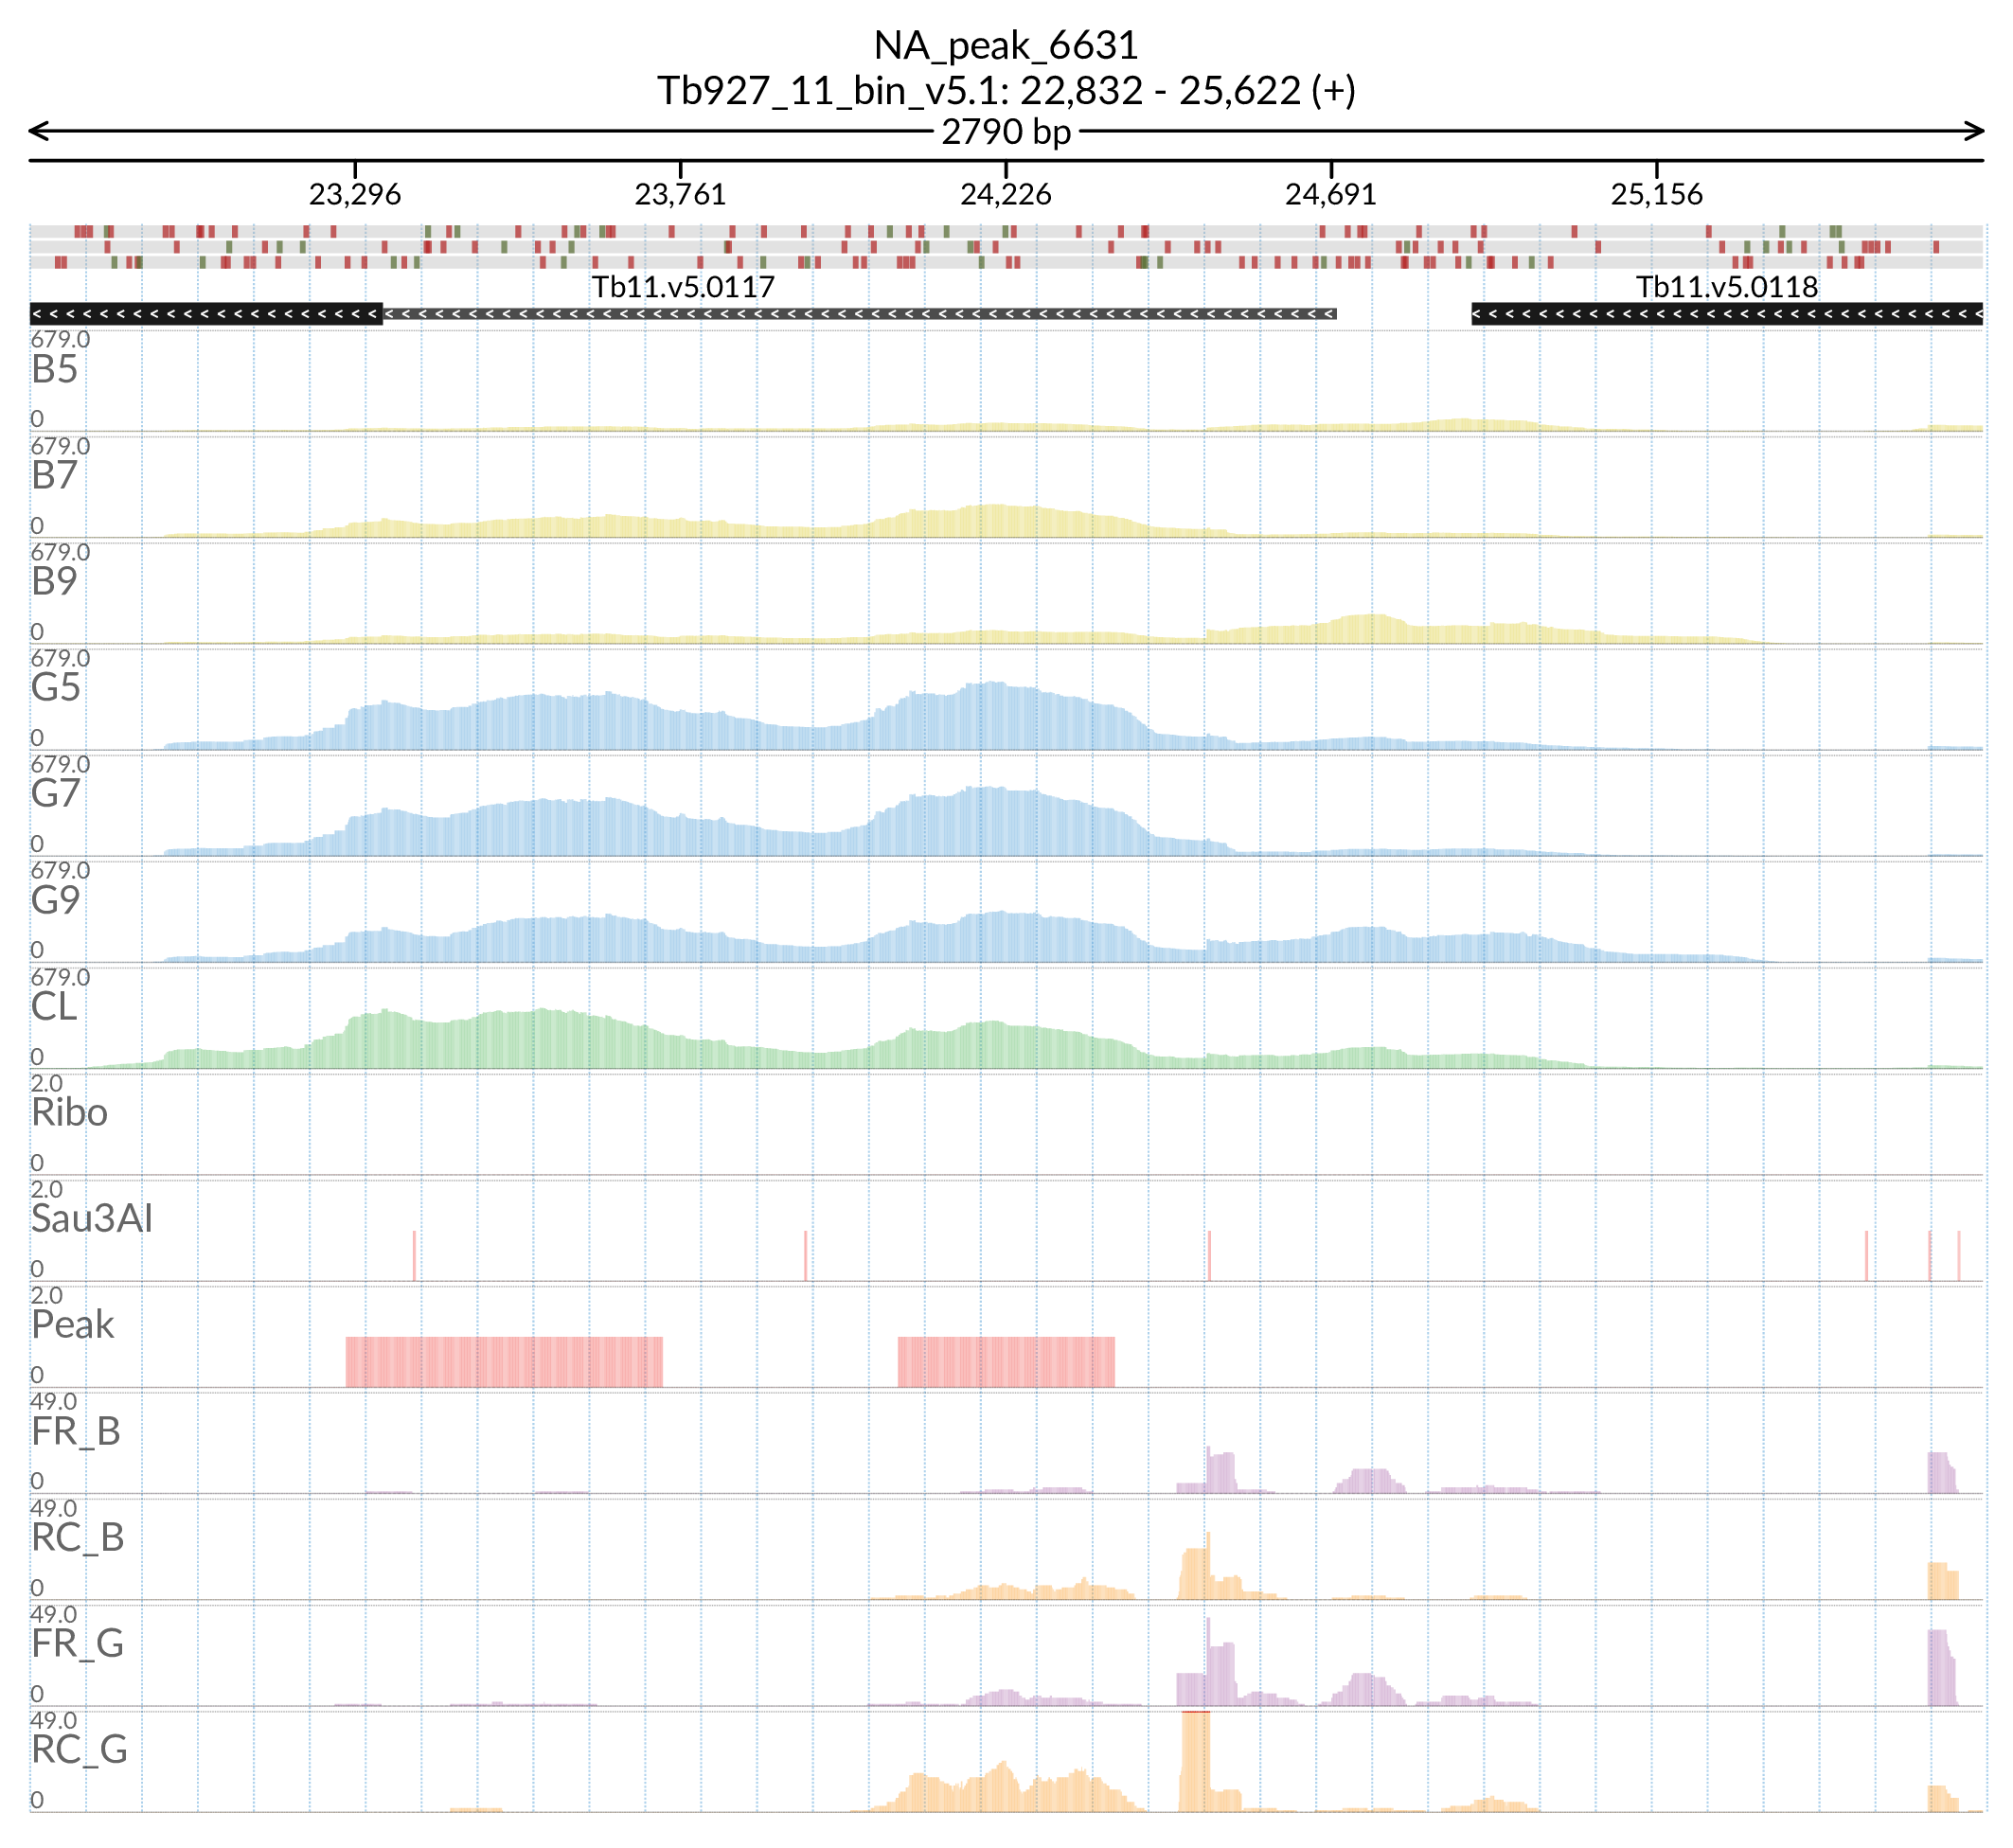 NA_peak_6631
Tb927_11_bin_v5.1: 22,832 - 25,622 (+)
2790 bp
23,296 23,761 24,226 24,691 25,156
Tb11.v5.0117 Tb11.v5.0118
679.0
B5
0
679.0
B7
0
679.0
B9
0
679.0
G5
0
679.0
G7
0
679.0
G9
0
679.0
CL
0
2.0
Ribo
0
2.0
Sau3AI
0
2.0
Peak
0
49.0
FR_B
0
49.0
RC_B
0
49.0
FR_G
0
49.0
RC_G
0